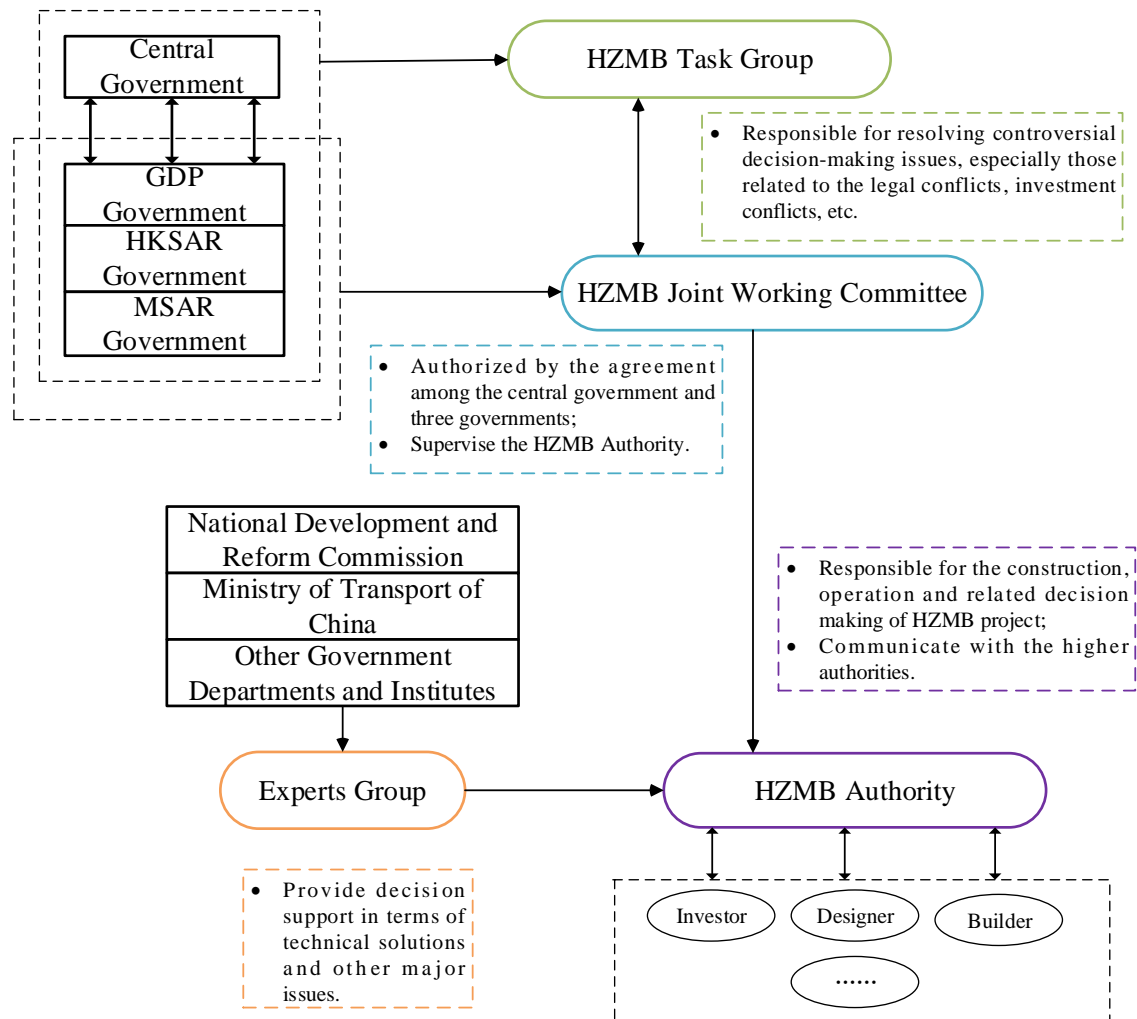 Central
Government
HZMB Task Group
GDP
Government
HKSAR
Government
MSAR
Government
• Responsible for resolving controversial
decision-making issues, especially those
related to the legal conflicts, investment
conflicts, etc.
HZMB Joint Working Committee
• Authorized by the agreement
among the central government and
three governments;
• Supervise the HZMB Authority.
National Development and
Reform Commission
Ministry of Transport of
China
Other Government
Departments and Institutes
• Responsible for the construction,
operation and related decision
making of HZMB project;
• Communicate with the higher
authorities.
Experts Group
HZMB Authority
• Provide decision
support in terms of
technical solutions
and other major
issues.
Investor
Designer
Builder
......